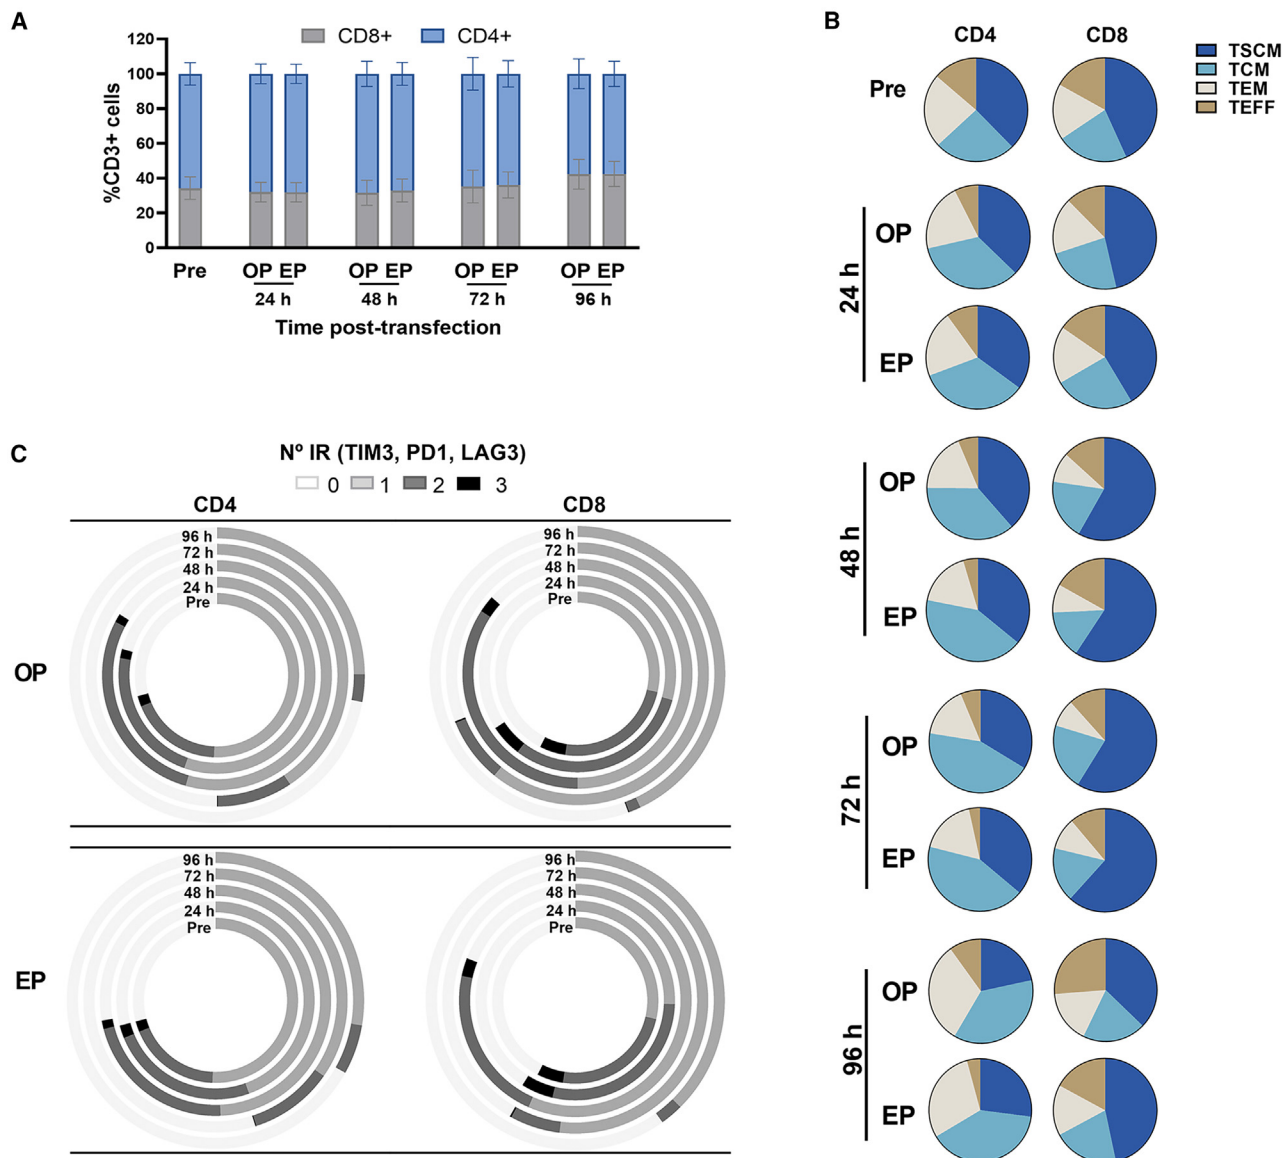 A
CD8+ CD4+
120
100
80
60
40
20
0
%CD3+ cells
Pre
OP EP OP EP OP EP OP EP
24 h 48 h 72 h 96 h
Time post-transfection
B
CD4 CD8
TSCM
TCM
TEM
TEFF
Pre
24 h
OP
EP
48 h
OP
EP
72 h
OP
EP
96 h
OP
EP
C
Nº IR (TIM3, PD1, LAG3)
0 1 2 3
CD4 CD8
OP
96 h
72 h
48 h
24 h
Pre
96 h
72 h
48 h
24 h
Pre
EP
96 h
72 h
48 h
24 h
Pre
96 h
72 h
48 h
24 h
Pre